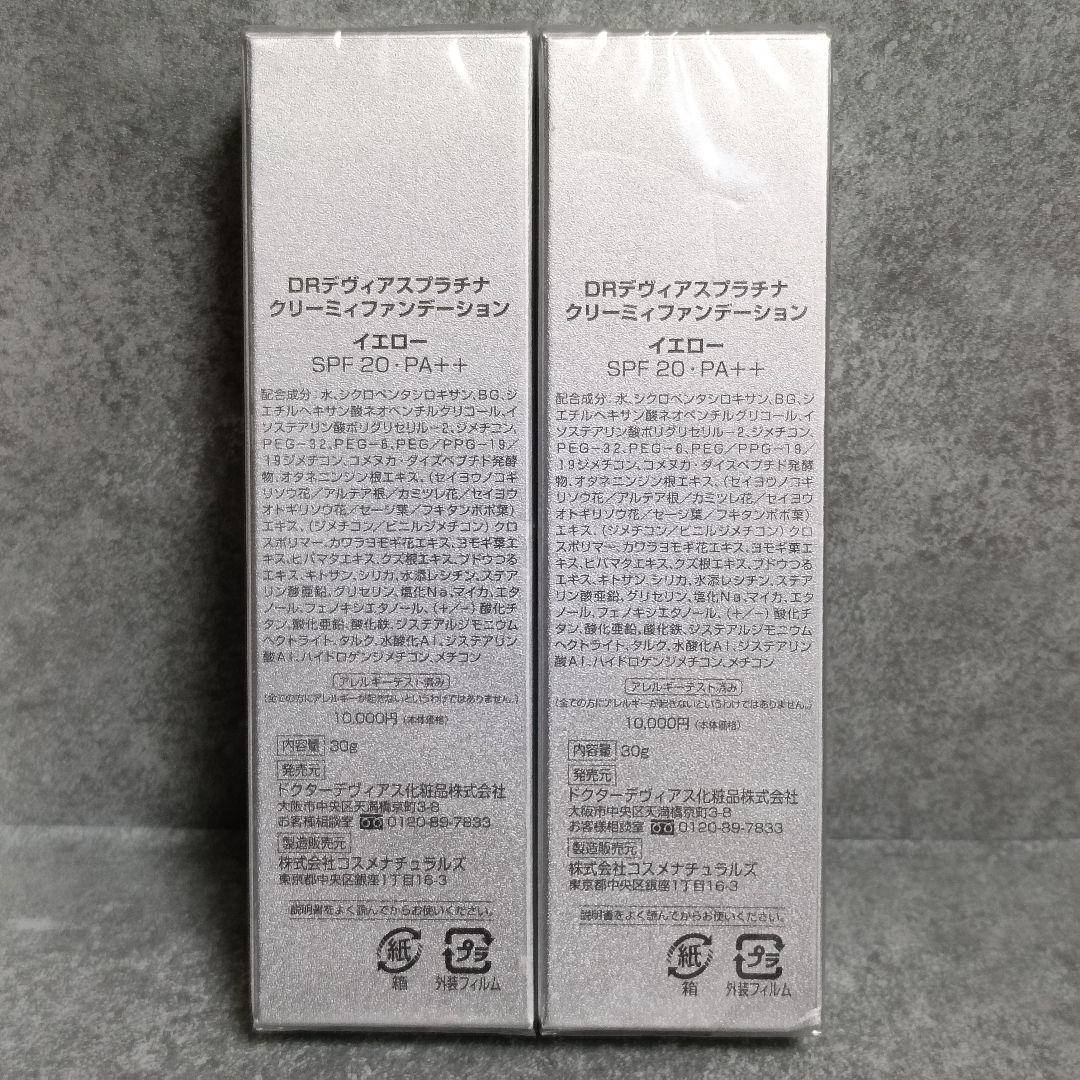 DRデヴィアスプラチナ
クリーミィファンデーション
イエロー
SPF 20・PA++
配合成分：水、シクロペンタシロキサン、BG、ジ
エチルヘキサン酸ネオペンチルグリコール、イ
ソステアリン酸ポリグリセリル－2、ジメチコン、
PEG-32、PEG-6、PEG／PPG-19／
19ジメチコン、コメヌカ・ダイズペプチド発酵
物、オタネニンジン根エキス、（セイヨウノコギ
リソウ花／アルテア根／カミツレ花／セイヨウ
オトギリソウ花／セージ葉／フキタンポポ葉）
エキス、（ジメチコン／ビニルジメチコン）クロ
スポリマー、カワラヨモギ花エキス、ヨモギ葉エ
キス、ヒバマタエキス、クズ根エキス、ブドウつる
エキス、キトサン、シリカ、水添レシチン、ステア
リン酸亜鉛、グリセリン、塩化Na、マイカ、エタ
ノール、フェノキシエタノール、（+/-）酸化チ
タン、酸化亜鉛、酸化鉄、ジステアルジモニウム
ヘクトライト、タルク、水酸化Al、ジステアリン
酸Al、ハイドロゲンジメチコン、メチコン
アレルギーテスト済み
（全ての方にアレルギーが起きないというわけではありません。）
10,000円（本体価格）
内容量 30g
発売元
ドクターデヴィアス化粧品株式会社
大阪市中央区天満橋京町3-8
お客様相談室 0120-89-7833
製造販売元
株式会社コスメナチュラルズ
東京都中央区銀座1丁目16-3
説明書をよく読んでからお使いください。
紙 プラ
箱 外装フィルム
DRデヴィアスプラチナ
クリーミィファンデーション
イエロー
SPF 20・PA++
配合成分：水、シクロペンタシロキサン、BG、ジ
エチルヘキサン酸ネオペンチルグリコール、イ
ソステアリン酸ポリグリセリル－2、ジメチコン、
PEG-32、PEG-6、PEG／PPG-19／
19ジメチコン、コメヌカ・ダイズペプチド発酵
物、オタネニンジン根エキス、（セイヨウノコギ
リソウ花／アルテア根／カミツレ花／セイヨウ
オトギリソウ花／セージ葉／フキタンポポ葉）
エキス、（ジメチコン／ビニルジメチコン）クロ
スポリマー、カワラヨモギ花エキス、ヨモギ葉エ
キス、ヒバマタエキス、クズ根エキス、ブドウつる
エキス、キトサン、シリカ、水添レシチン、ステア
リン酸亜鉛、グリセリン、塩化Na、マイカ、エタ
ノール、フェノキシエタノール、（+/-）酸化チ
タン、酸化亜鉛、酸化鉄、ジステアルジモニウム
ヘクトライト、タルク、水酸化Al、ジステアリン
酸Al、ハイドロゲンジメチコン、メチコン
アレルギーテスト済み
（全ての方にアレルギーが起きないというわけではありません。）
10,000円（本体価格）
内容量 30g
発売元
ドクターデヴィアス化粧品株式会社
大阪市中央区天満橋京町3-8
お客様相談室 0120-89-7833
製造販売元
株式会社コスメナチュラルズ
東京都中央区銀座1丁目16-3
説明書をよく読んでからお使いください。
紙 プラ
箱 外装フィルム